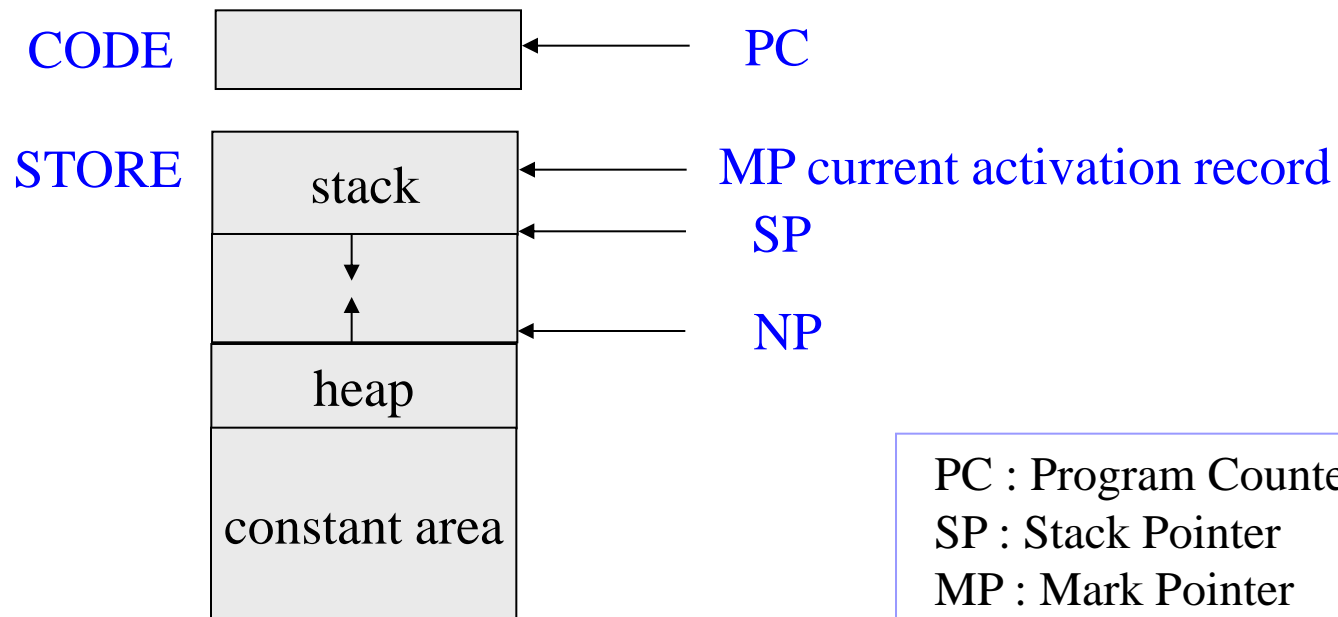 CODE
PC
STORE
stack
MP current activation record
SP
NP
heap
constant area
PC : Program Counte
SP : Stack Pointer
MP : Mark Pointer